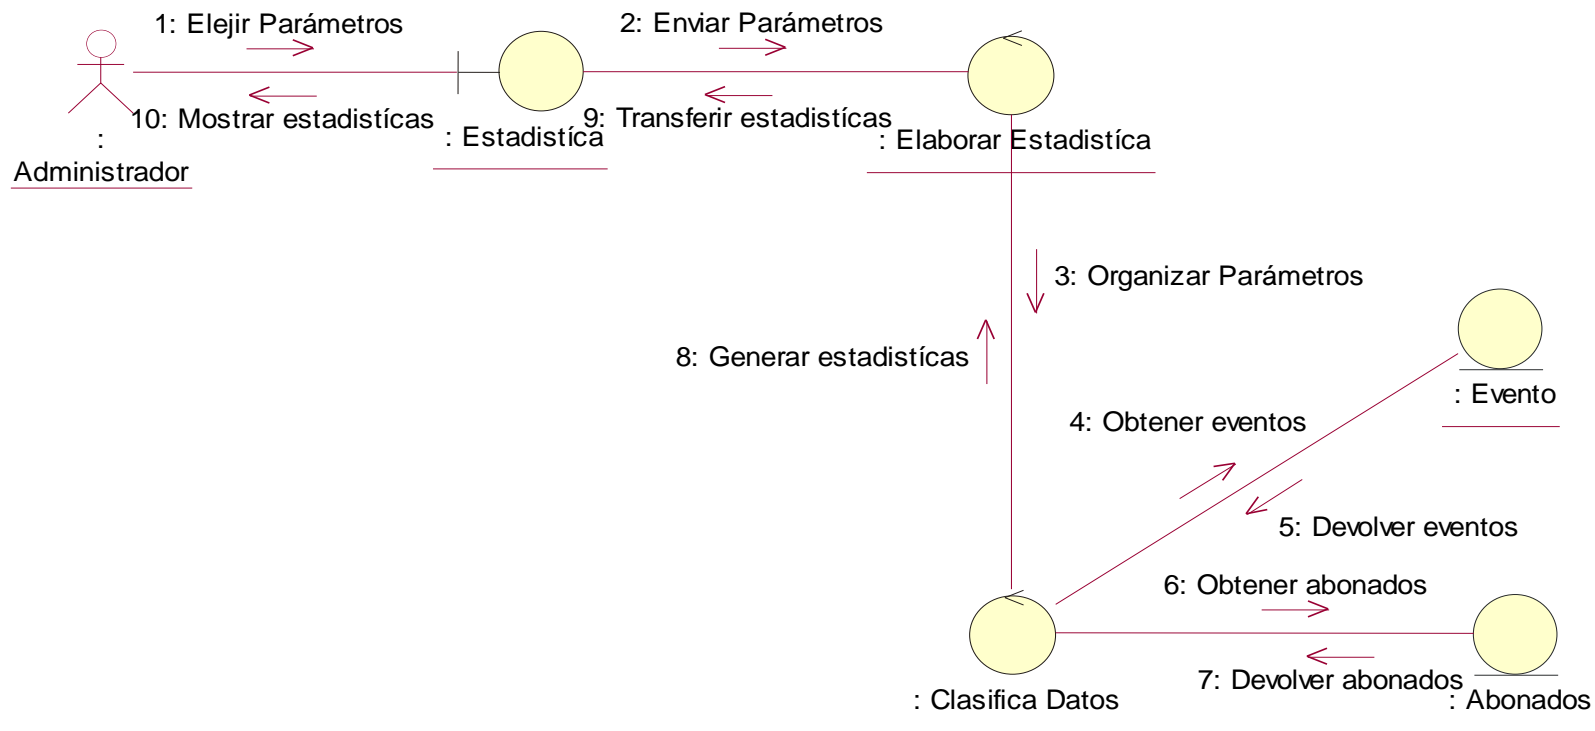 1: Elejir Parámetros
2: Enviar Parámetros
10: Mostrar estadistícas
9: Transferir estadistícas
: Estadistíca
: Elaborar Estadistíca
:
Administrador
3: Organizar Parámetros
8: Generar estadistícas
: Evento
4: Obtener eventos
5: Devolver eventos
6: Obtener abonados
7: Devolver abonados
: Clasifica Datos
: Abonados